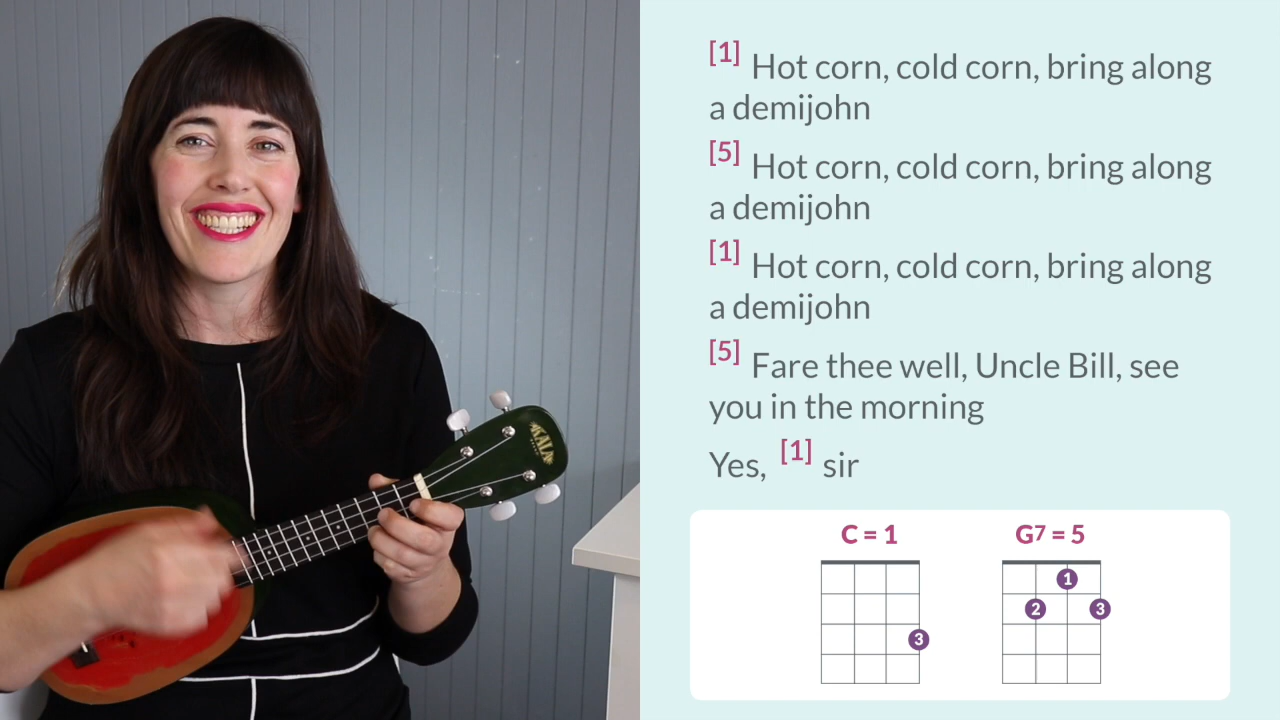 [1] Hot corn, cold corn, bring along
a demijohn
[5] Hot corn, cold corn, bring along
a demijohn
[1] Hot corn, cold corn, bring along
a demijohn
[5] Fare thee well, Uncle Bill, see
you in the morning
Yes, [1] sir
C = 1
G7 = 5
3
1
2
3
KALA